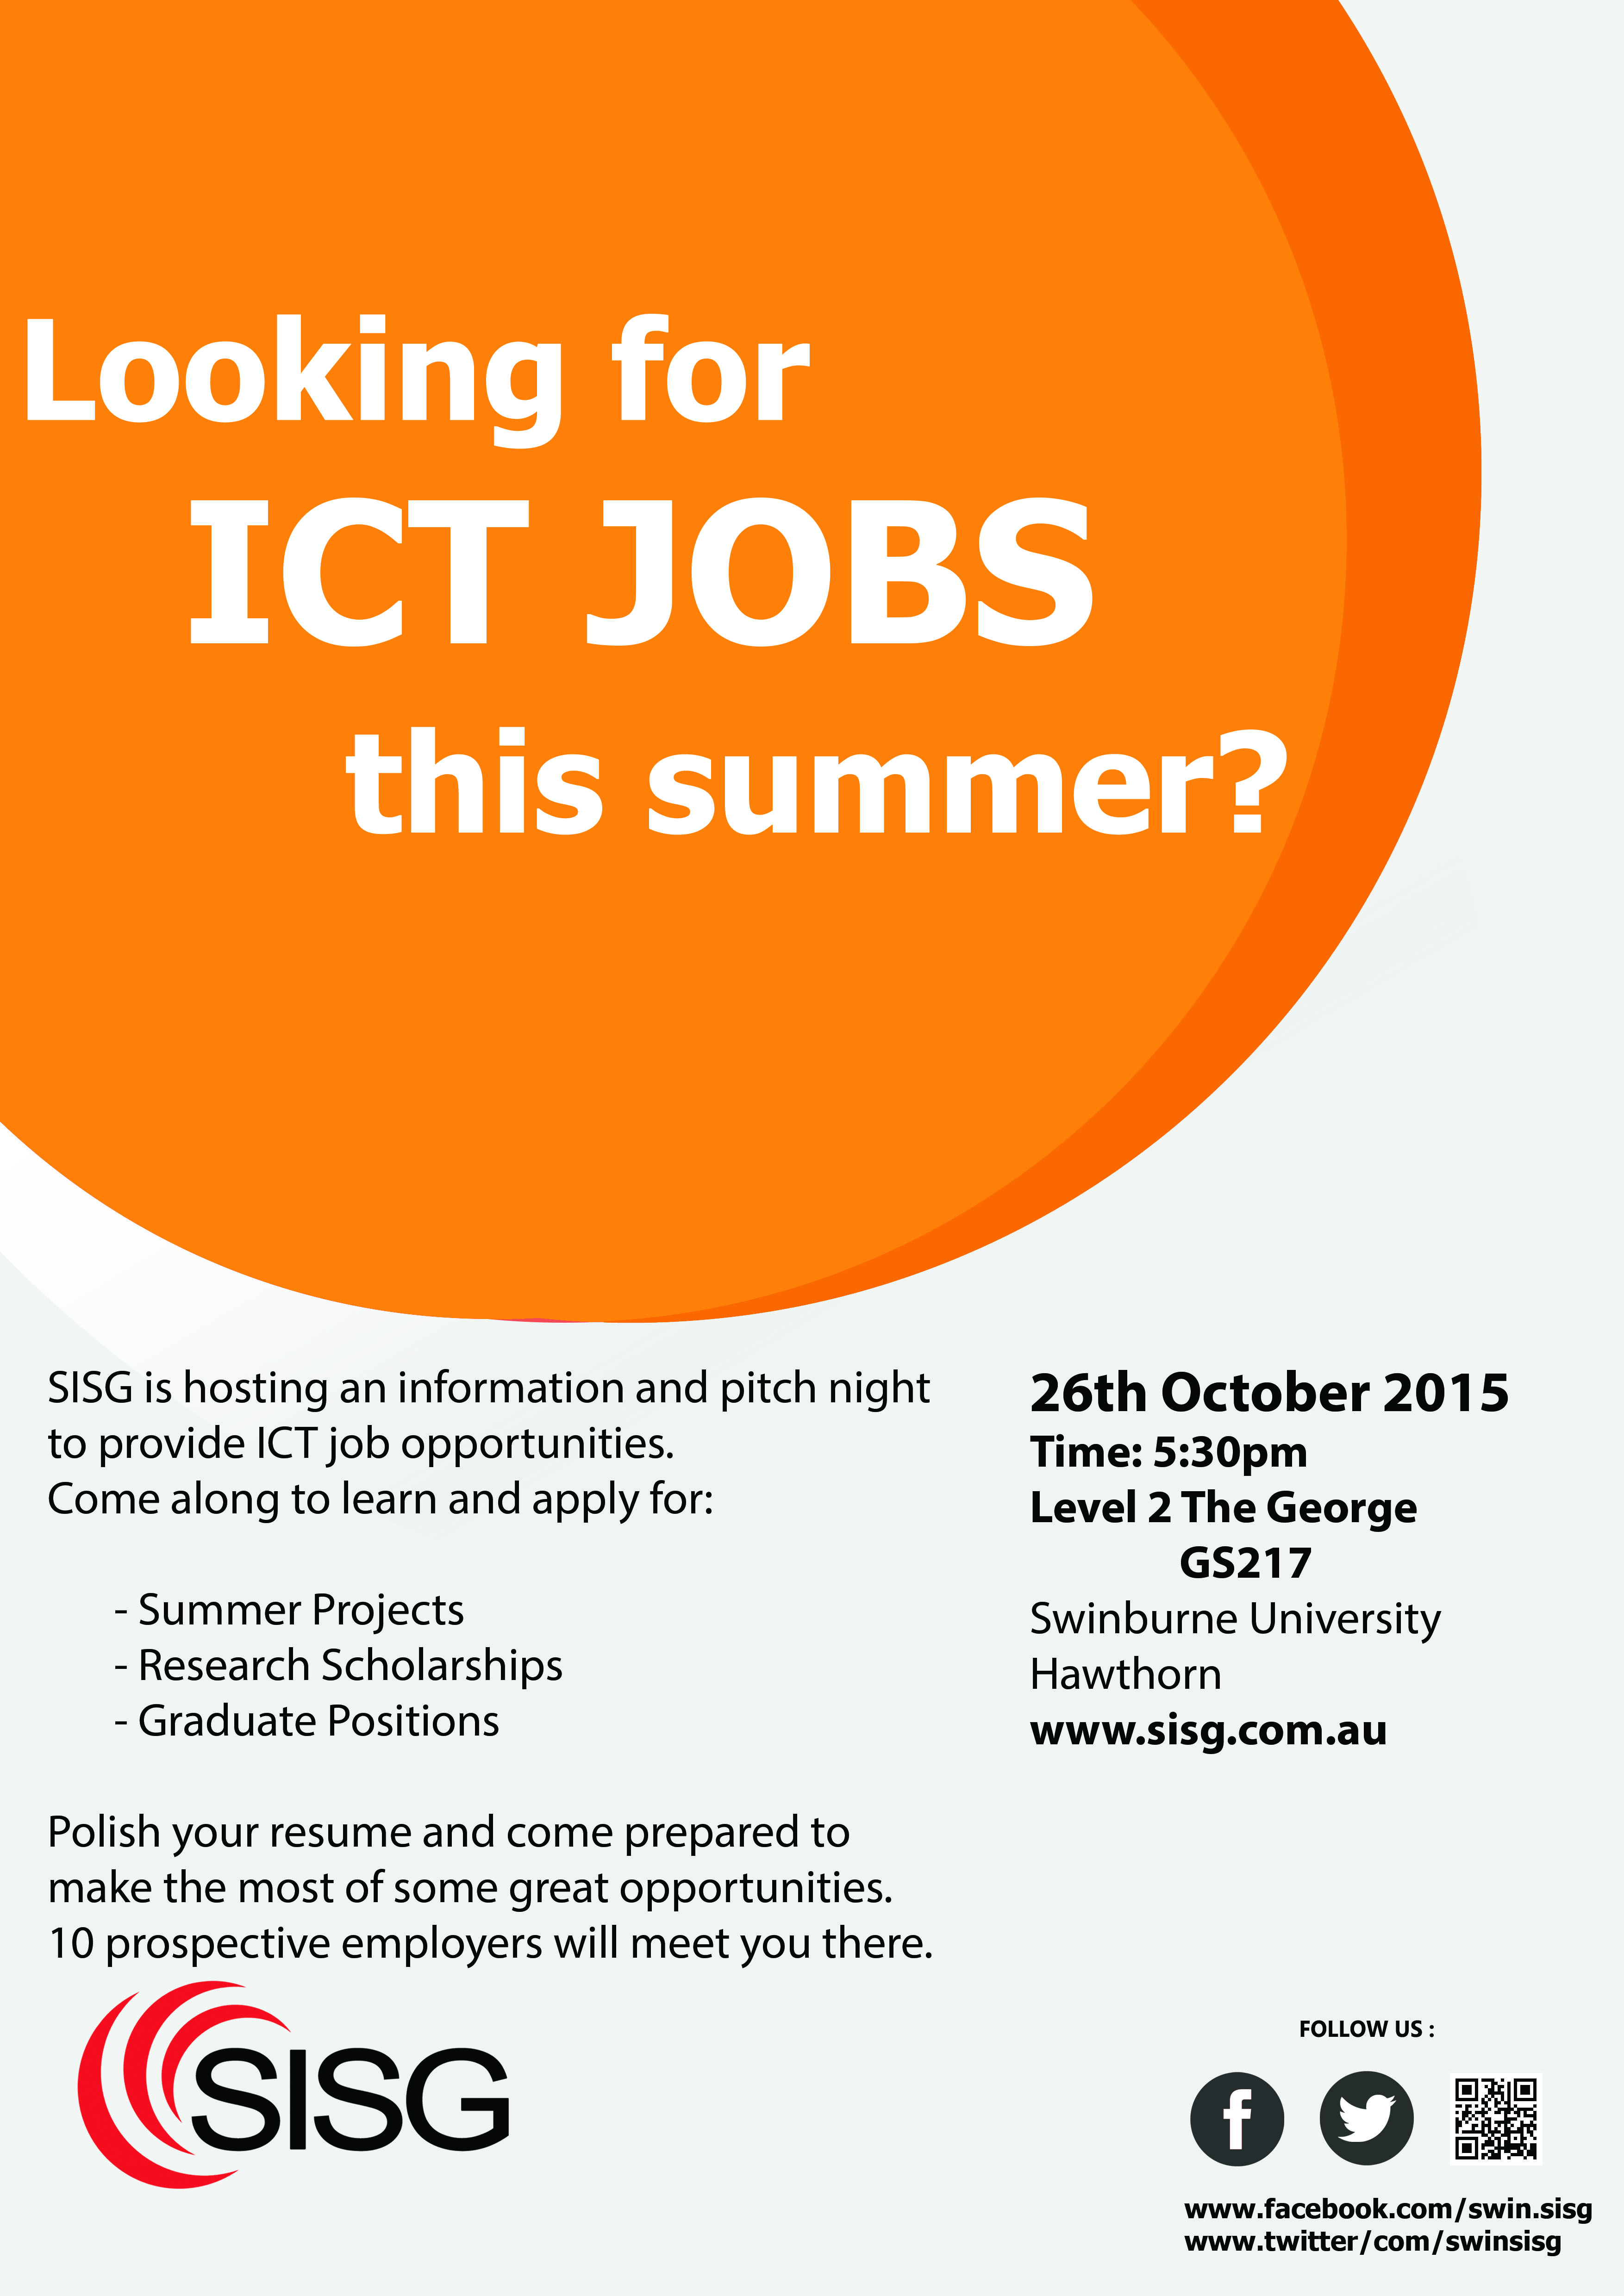 Looking for
ICT JOBS
this summer?
SISG is hosting an information and pitch night
to provide ICT job opportunities.
Come along to learn and apply for:
- Summer Projects
- Research Scholarships
- Graduate Positions
Polish your resume and come prepared to
make the most of some great opportunities.
10 prospective employers will meet you there.
26th October 2015
Time: 5:30pm
Level 2 The George
GS217
Swinburne University
Hawthorn
www.sisg.com.au
SISG
FOLLOW US :
www.facebook.com/swin.sisg
www.twitter/com/swinsisg